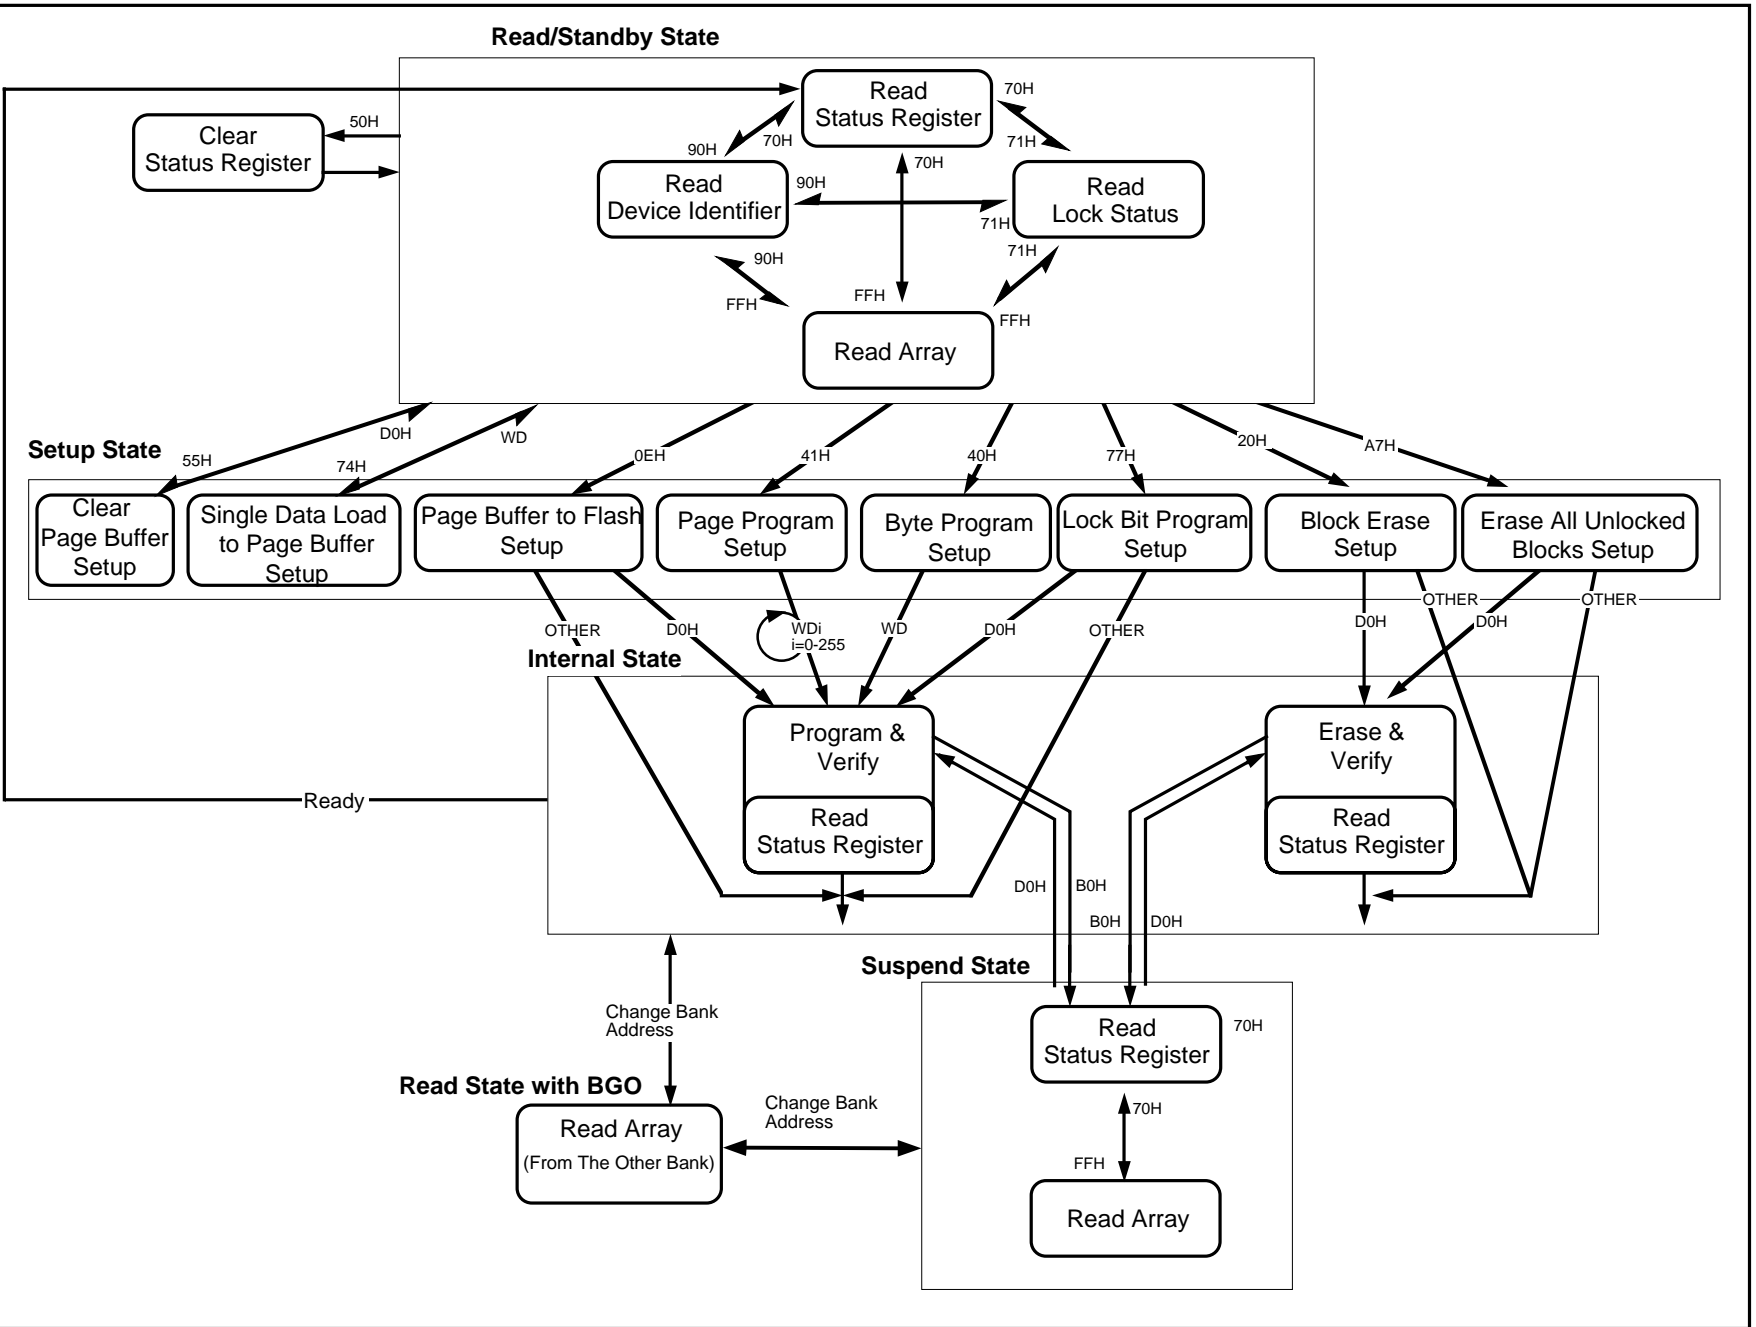 Read/Standby State
Read
Status Register
70H
50H
Clear
Status Register
90H
70H
70H
71H
Read
Device Identifier
90H
71H
Read
Lock Status
90H
FFH
FFH
71H
FFH
Read Array
Setup State
55H
D0H
74H
WD
0EH
41H
40H
77H
20H
A7H
Clear
Page Buffer
Setup
Single Data Load
to Page Buffer
Setup
Page Buffer to Flash
Setup
Page Program
Setup
Byte Program
Setup
Lock Bit Program
Setup
Block Erase
Setup
Erase All Unlocked
Blocks Setup
OTHER
D0H
WDi
i=0-255
WD
D0H
OTHER
D0H
OTHER
D0H
OTHER
Internal State
Program &
Verify
Read
Status Register
Erase &
Verify
Read
Status Register
Ready
D0H
B0H
B0H
D0H
Suspend State
Change Bank
Address
Read
Status Register
70H
Read State with BGO
Read Array
(From The Other Bank)
Change Bank
Address
70H
FFH
Read Array